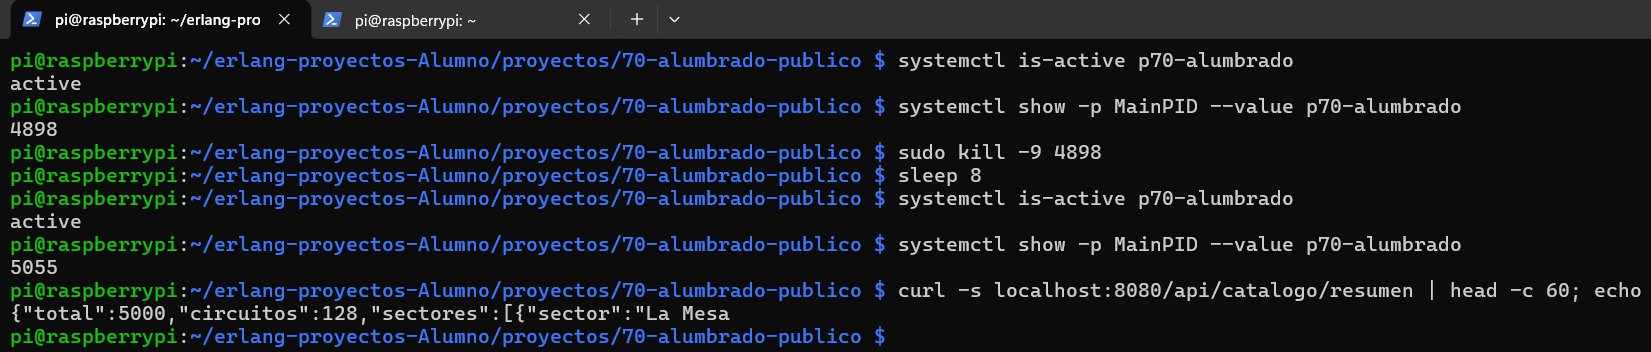 pi@raspberrypi: ~/erlang-pro
pi@raspberrypi: ~
pi@raspberrypi:~/erlang-proyectos-Alumno/proyectos/70-alumbrado-publico $ systemctl is-active p70-alumbrado
active
pi@raspberrypi:~/erlang-proyectos-Alumno/proyectos/70-alumbrado-publico $ systemctl show -p MainPID --value p70-alumbrado
4898
pi@raspberrypi:~/erlang-proyectos-Alumno/proyectos/70-alumbrado-publico $ sudo kill -9 4898
pi@raspberrypi:~/erlang-proyectos-Alumno/proyectos/70-alumbrado-publico $ sleep 8
pi@raspberrypi:~/erlang-proyectos-Alumno/proyectos/70-alumbrado-publico $ systemctl is-active p70-alumbrado
active
pi@raspberrypi:~/erlang-proyectos-Alumno/proyectos/70-alumbrado-publico $ systemctl show -p MainPID --value p70-alumbrado
5055
pi@raspberrypi:~/erlang-proyectos-Alumno/proyectos/70-alumbrado-publico $ curl -s localhost:8080/api/catalogo/resumen | head -c 60; echo
{"total":5000,"circuitos":128,"sectores":[{"sector":"La Mesa
pi@raspberrypi:~/erlang-proyectos-Alumno/proyectos/70-alumbrado-publico $